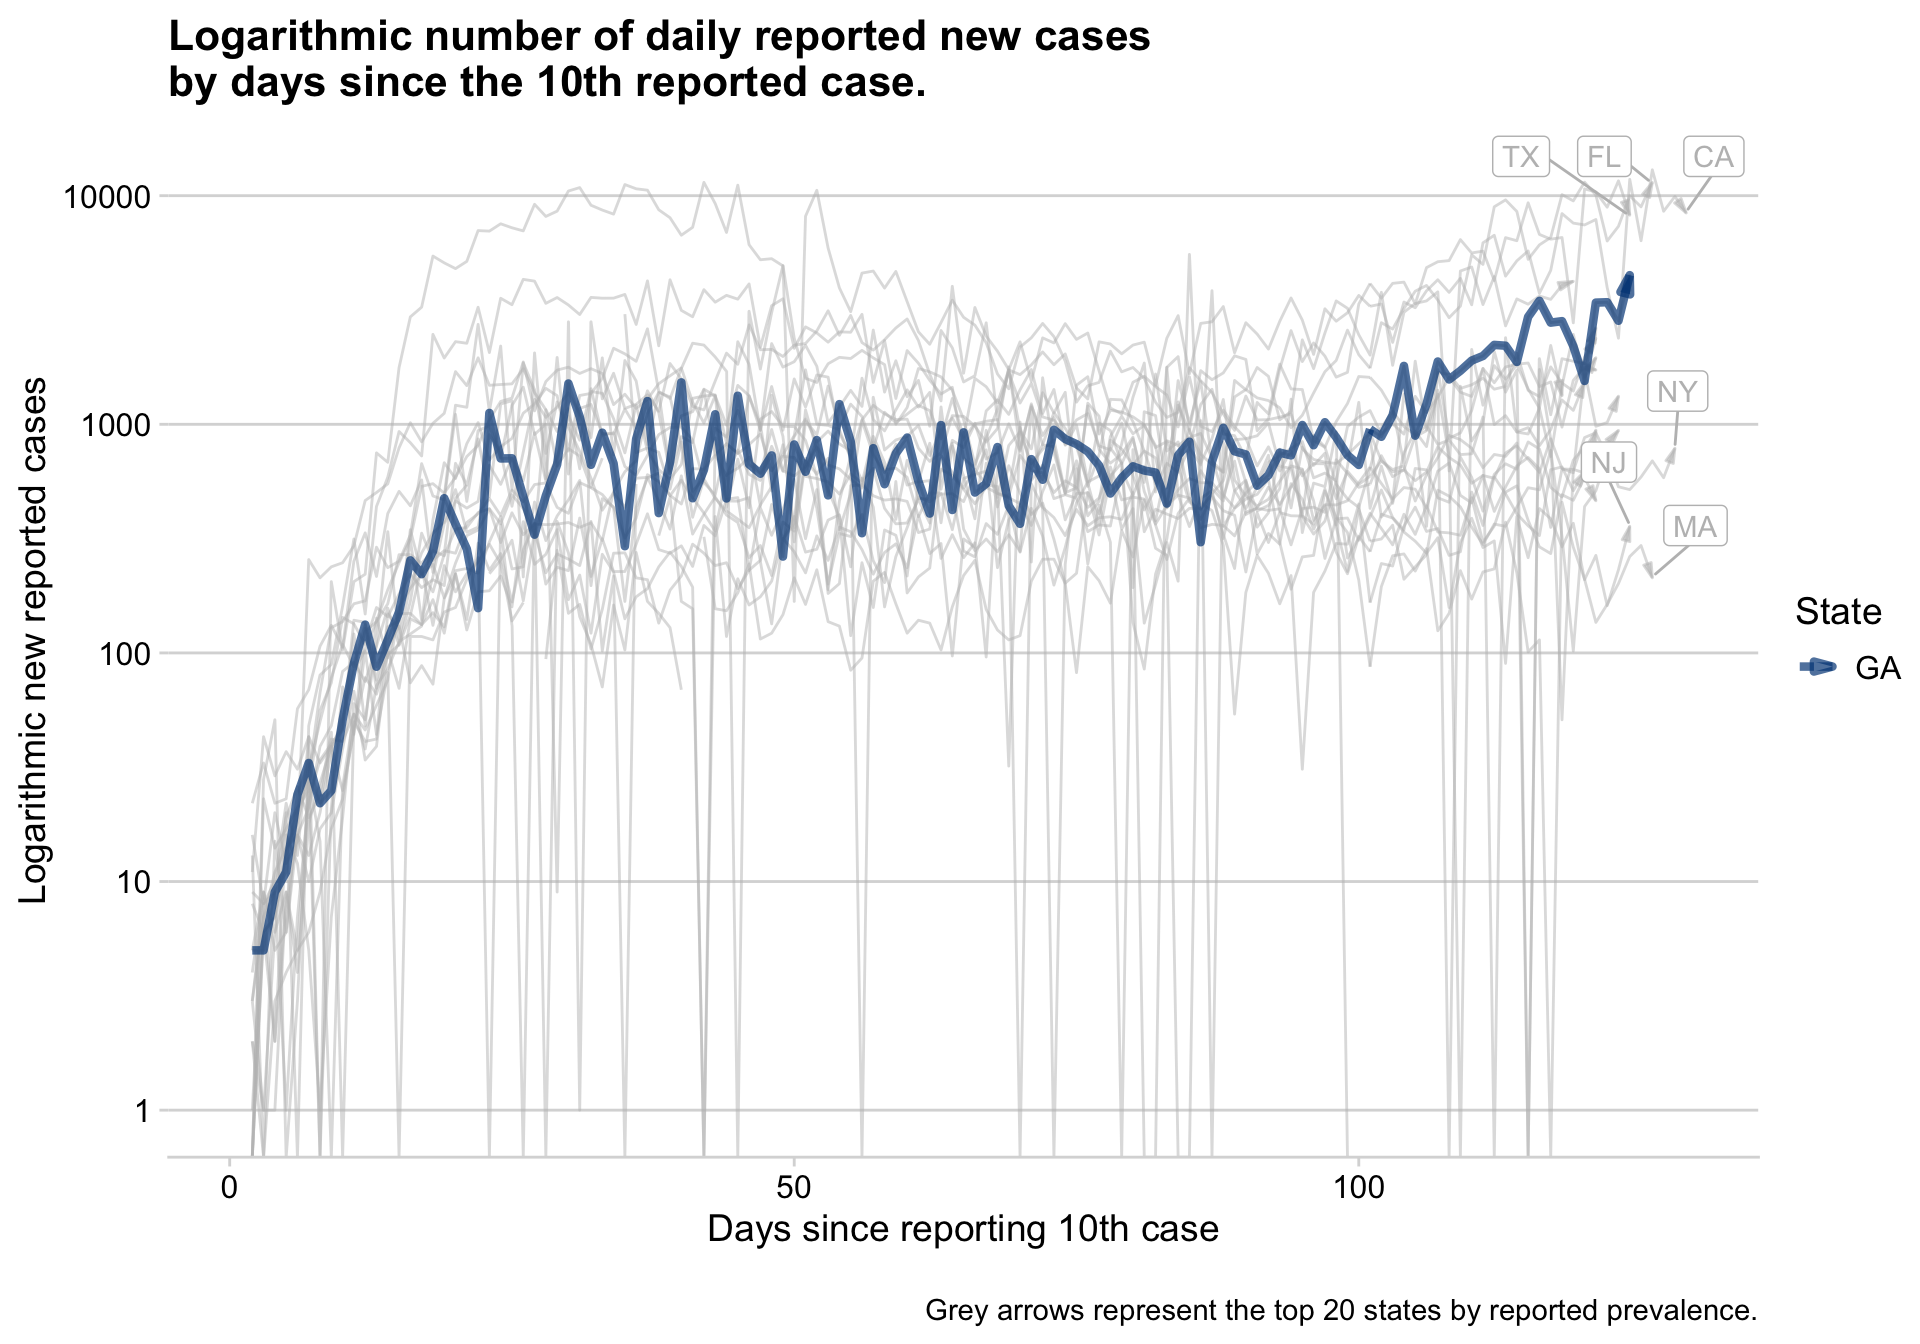 Logarithmic number of daily reported new cases
by days since the 10th reported case.
TX
FL
CA
10000
NY
1000
NJ
MA
100
10
1
Logarithmic new reported cases
State
GA
0
50
100
Days since reporting 10th case
Grey arrows represent the top 20 states by reported prevalence.